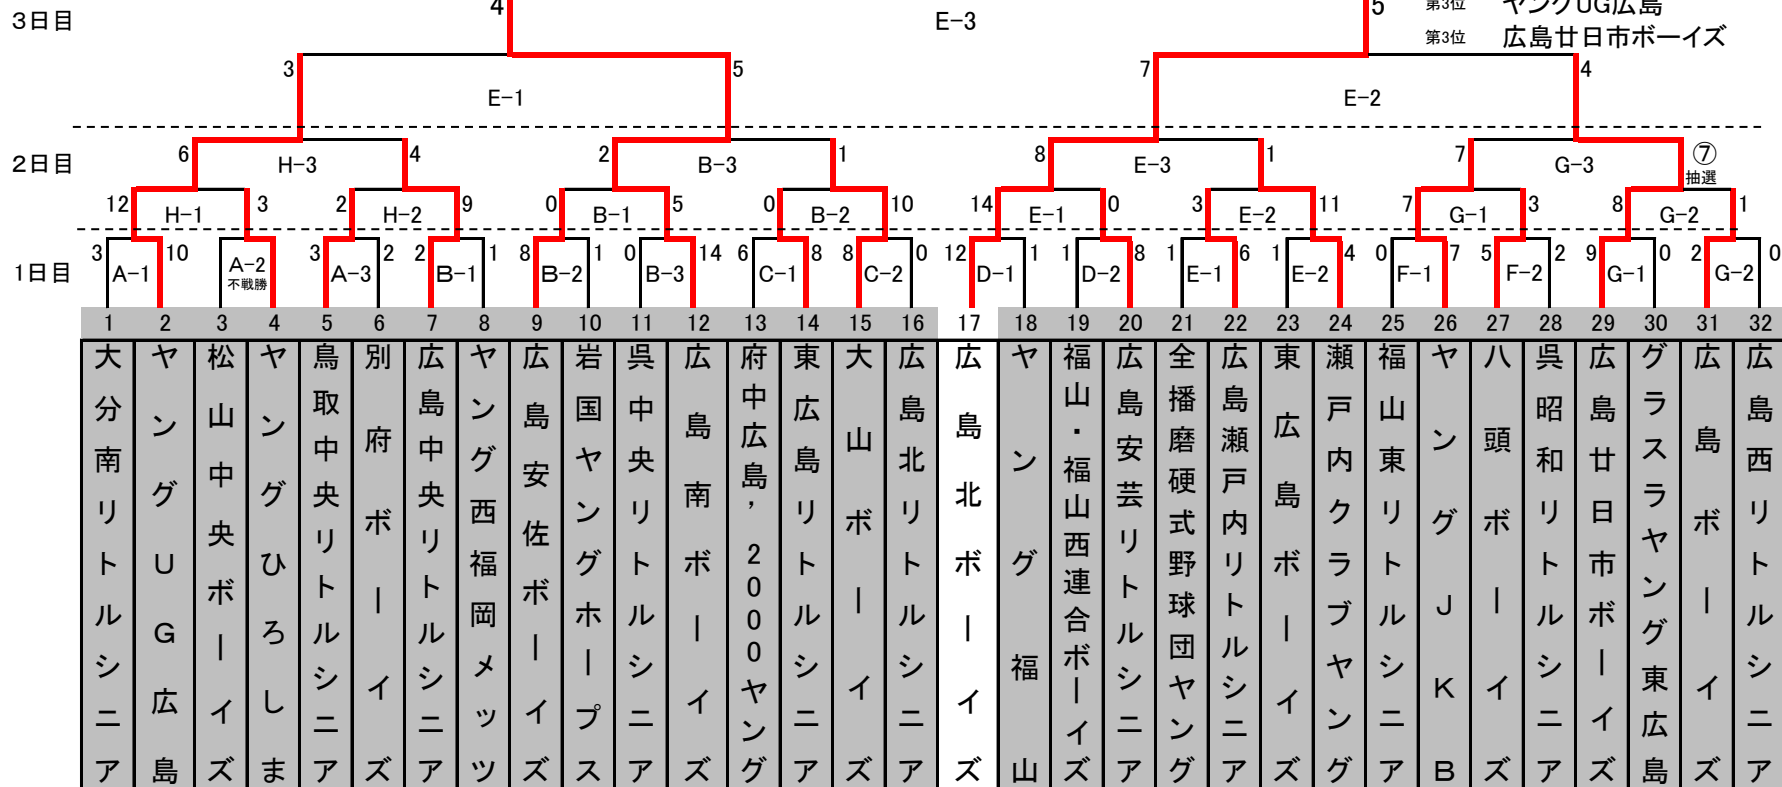 3日目
4
E-3
5
第3位 ヤングUG広島
第3位 広島廿日市ボーイズ
3 5 7 4
E-1 E-2
2日目
6 H-3 4 2 B-3 1 8 E-3 1 7 G-3 ⑦
抽選
12 H-1 3 2 H-2 9 0 B-1 5 0 B-2 10 14 E-1 0 3 E-2 11 7 G-1 3 8 G-2 1
1日目
3 A-1 10 A-2 3 A-3 2 2 B-1 1 8 B-2 1 0 B-3 14 6 C-1 8 8 C-2 0 12 D-1 1 1 D-2 8 1 E-1 6 1 E-2 4 0 F-1 7 5 F-2 2 9 G-1 0 2 G-2 0
不戦勝
1 2 3 4 5 6 7 8 9 10 11 12 13 14 15 16 17 18 19 20 21 22 23 24 25 26 27 28 29 30 31 32
大分南リトルシニア
ヤングUG広島
松山中央ボーイズ
ヤングひろしま
鳥取中央リトルシニア
別府ボーイズ
広島中央リトルシニア
ヤング西福岡メッツ
広島安佐ボーイズ
岩国ヤングホープス
呉中央リトルシニア
広島南ボーイズ
府中広島，2000ヤング
東広島リトルシニア
大山ボーイズ
広島北リトルシニア
広島北ボーイズ
ヤング福山
福山・福山西連合ボーイズ
広島安芸リトルシニア
全播磨硬式野球団ヤング
広島瀬戸内リトルシニア
東広島ボーイズ
瀬戸内クラブヤング
福山東リトルシニア
ヤングJKB
八頭ボーイズ
呉昭和リトルシニア
広島廿日市ボーイズ
グラスラヤング東広島
広島ボーイズ
広島西リトルシニア